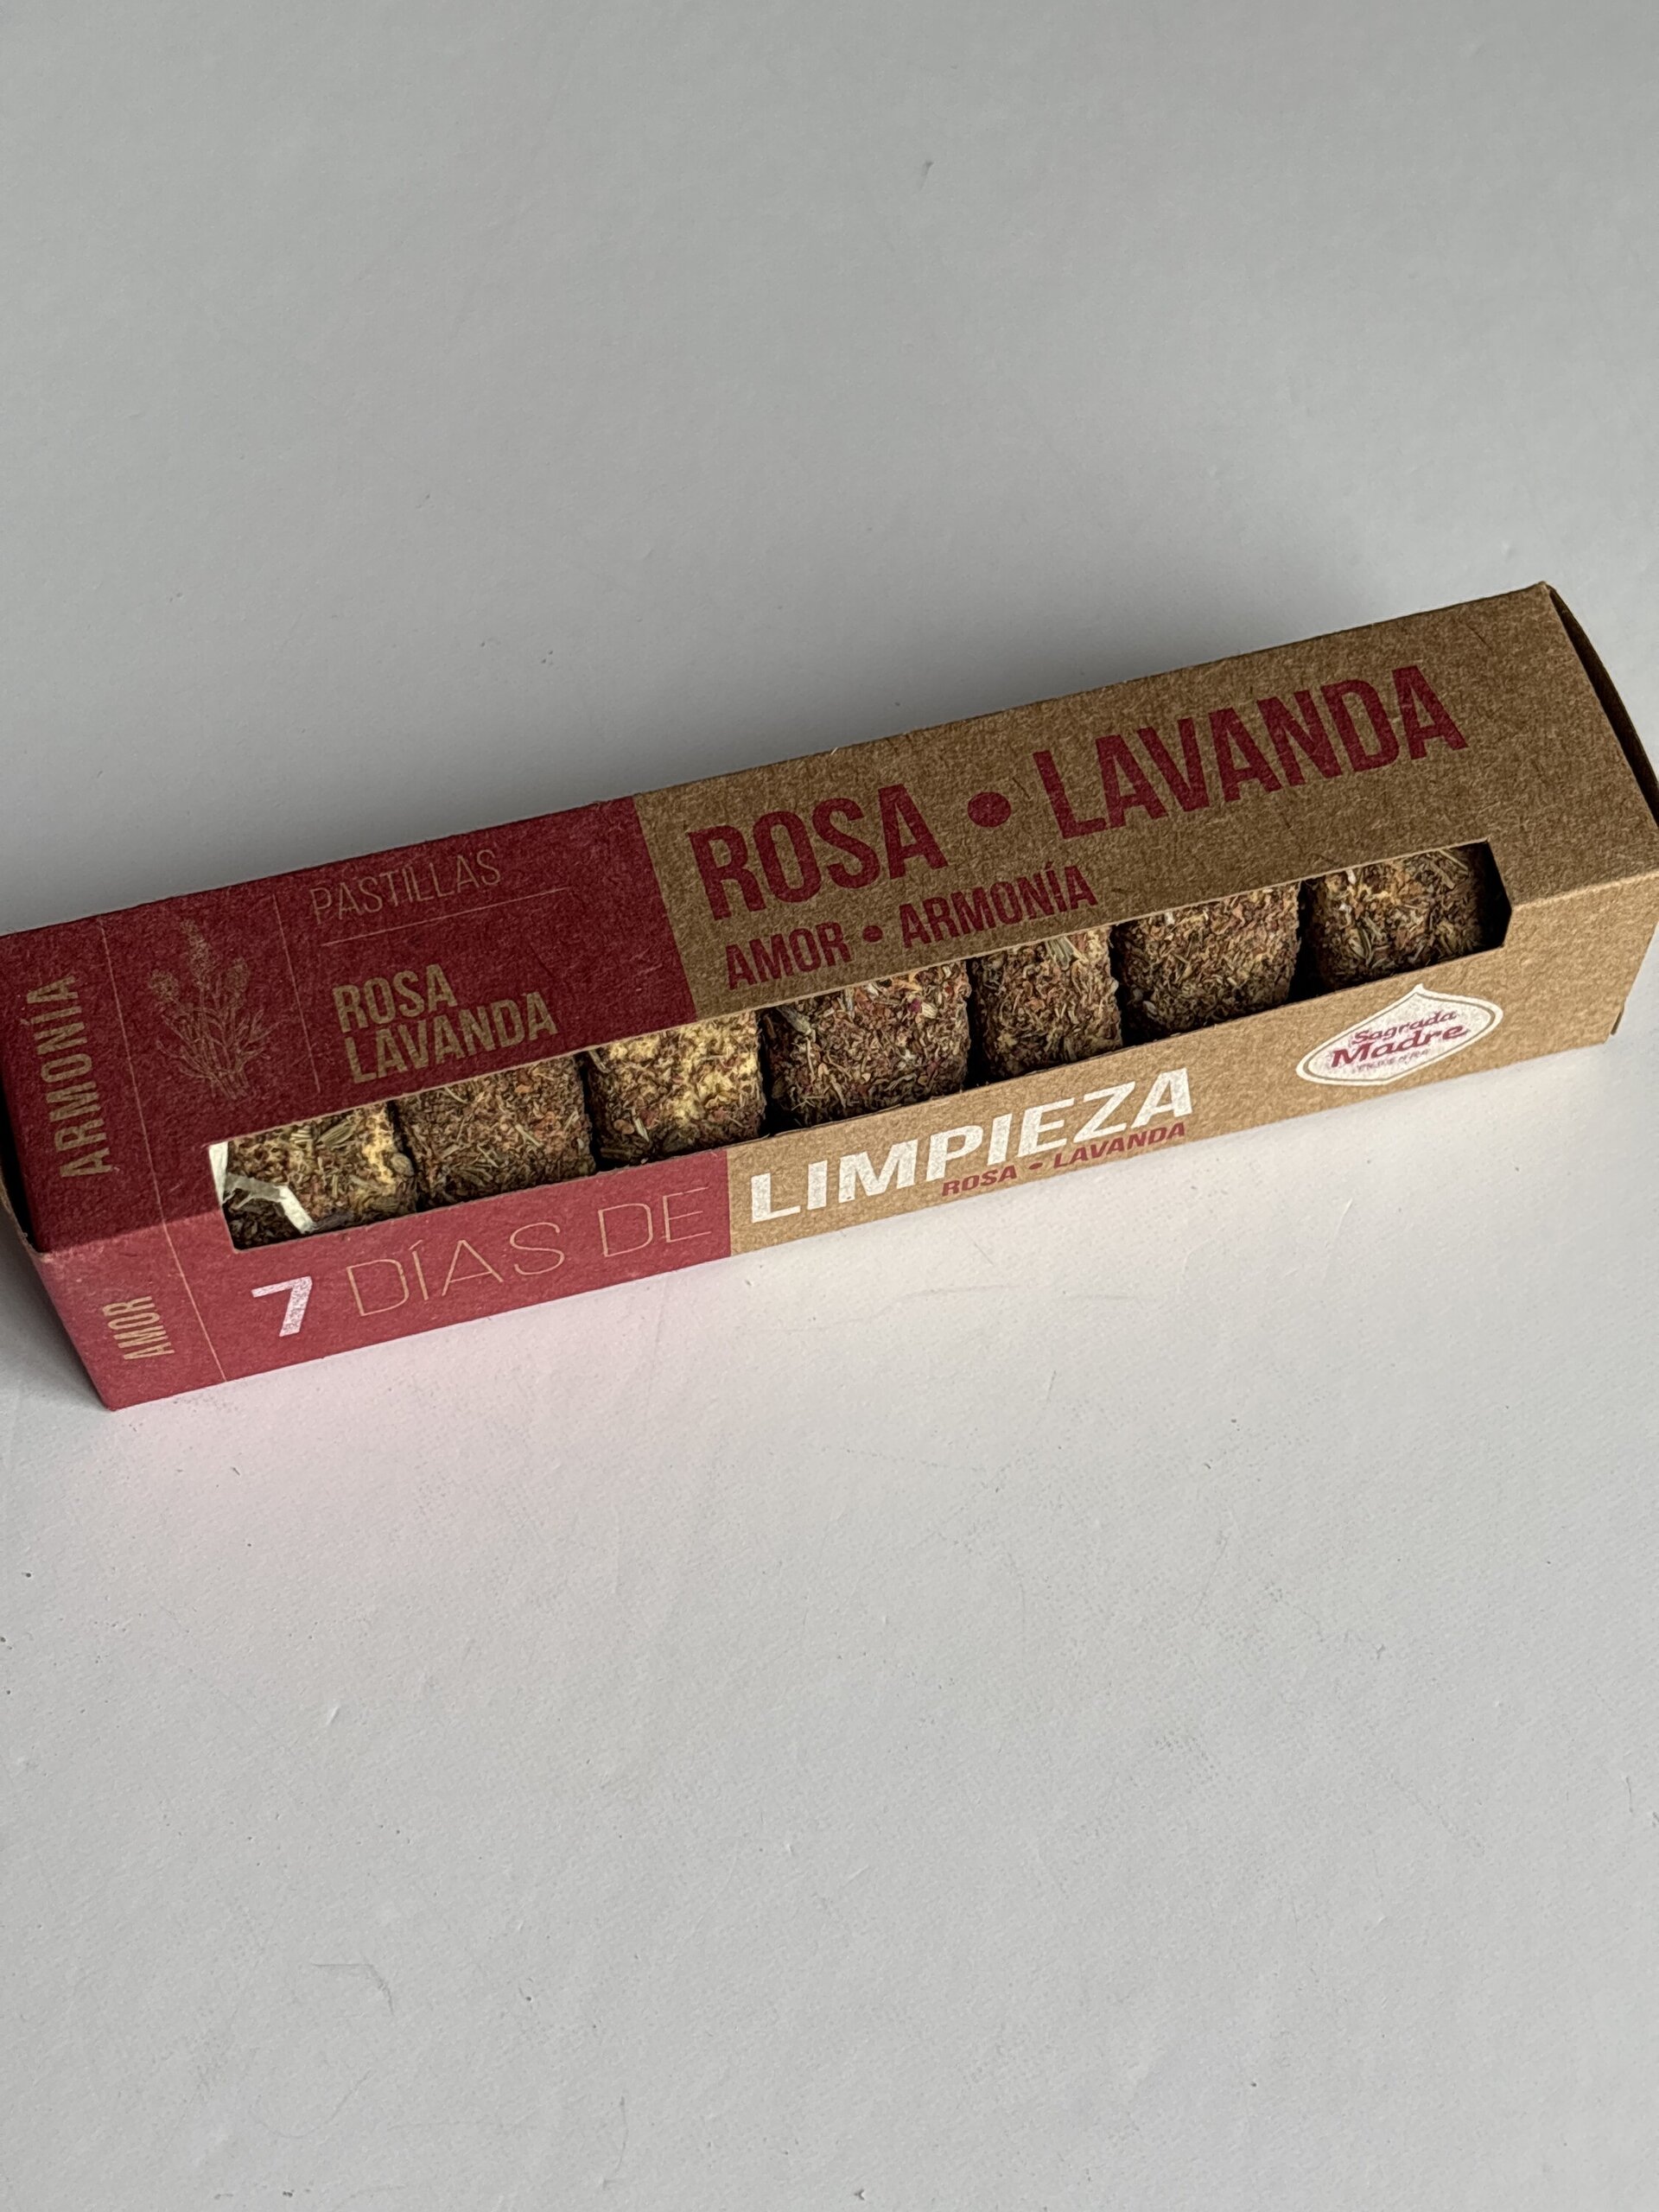 ARMONÍA
PASTILLAS
ROSA
LAVANDA
ROSA • LAVANDA
AMOR • ARMONÍA
AMOR
7 DÍAS DE LIMPIEZA
ROSA • LAVANDA
Sagrada
Madre